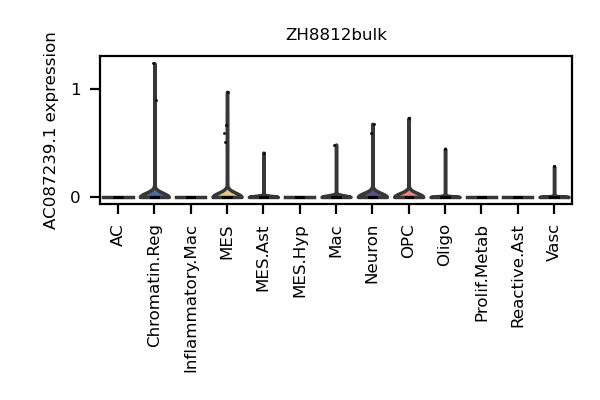 ZH8812bulk
AC087239.1 expression
1
0
AC
Chromatin.Reg
Inflammatory.Mac
MES
MES.Ast
MES.Hyp
Mac
Neuron
OPC
Oligo
Prolif.Metab
Reactive.Ast
Vasc